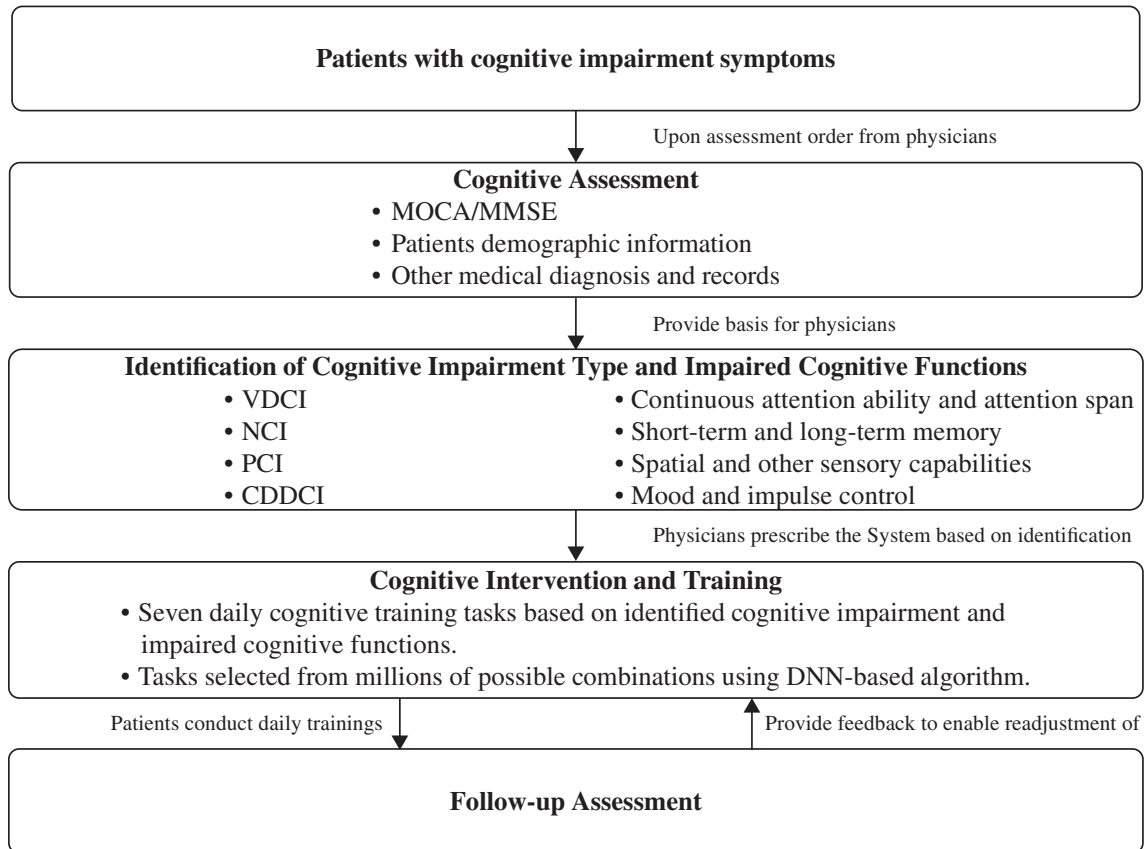 Patients with cognitive impairment symptoms
Upon assessment order from physicians
Cognitive Assessment
• MOCA/MMSE
• Patients demographic information
• Other medical diagnosis and records
Provide basis for physicians
Identification of Cognitive Impairment Type and Impaired Cognitive Functions
• VDCI
• NCI
• PCI
• CDDCI
• Continuous attention ability and attention span
• Short-term and long-term memory
• Spatial and other sensory capabilities
• Mood and impulse control
Physicians prescribe the System based on identification
Cognitive Intervention and Training
• Seven daily cognitive training tasks based on identified cognitive impairment and
impaired cognitive functions.
• Tasks selected from millions of possible combinations using DNN-based algorithm.
Patients conduct daily trainings
Provide feedback to enable readjustment of
Follow-up Assessment